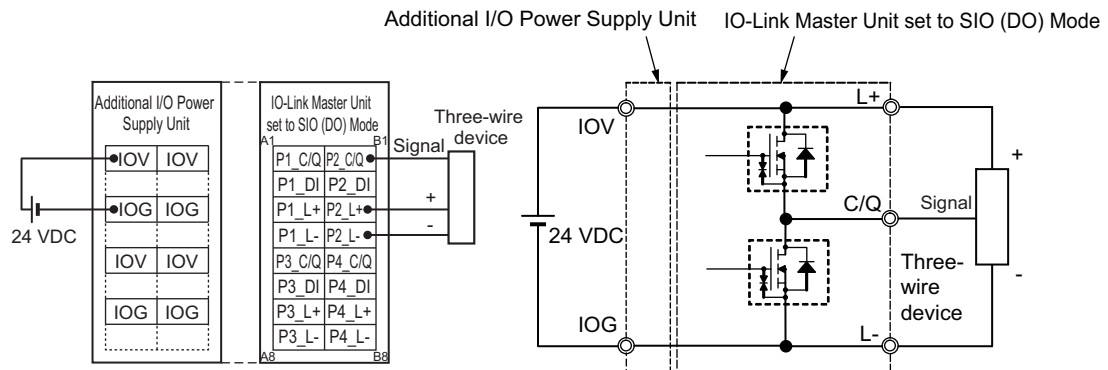 Additional I/O Power Supply Unit
IO-Link Master Unit set to SIO (DO) Mode
Additional I/O Power
Supply Unit
IOV IOV
IOG IOG
IOV IOV
IOG IOG
24 VDC
IO-Link Master Unit
set to SIO (DO) Mode
A1 B1
P1_C/Q P2_C/Q
P1_DI P2_DI
P1_L+ P2_L+
P1_L- P2_L-
P3_C/Q P4_C/Q
P3_DI P4_DI
P3_L+ P4_L+
P3_L- P4_L-
A8 B8
Signal
+
-
Three-wire
device
24 VDC
IOV
IOG
L+
C/Q
L-
Signal
+
-
Three-
wire
device